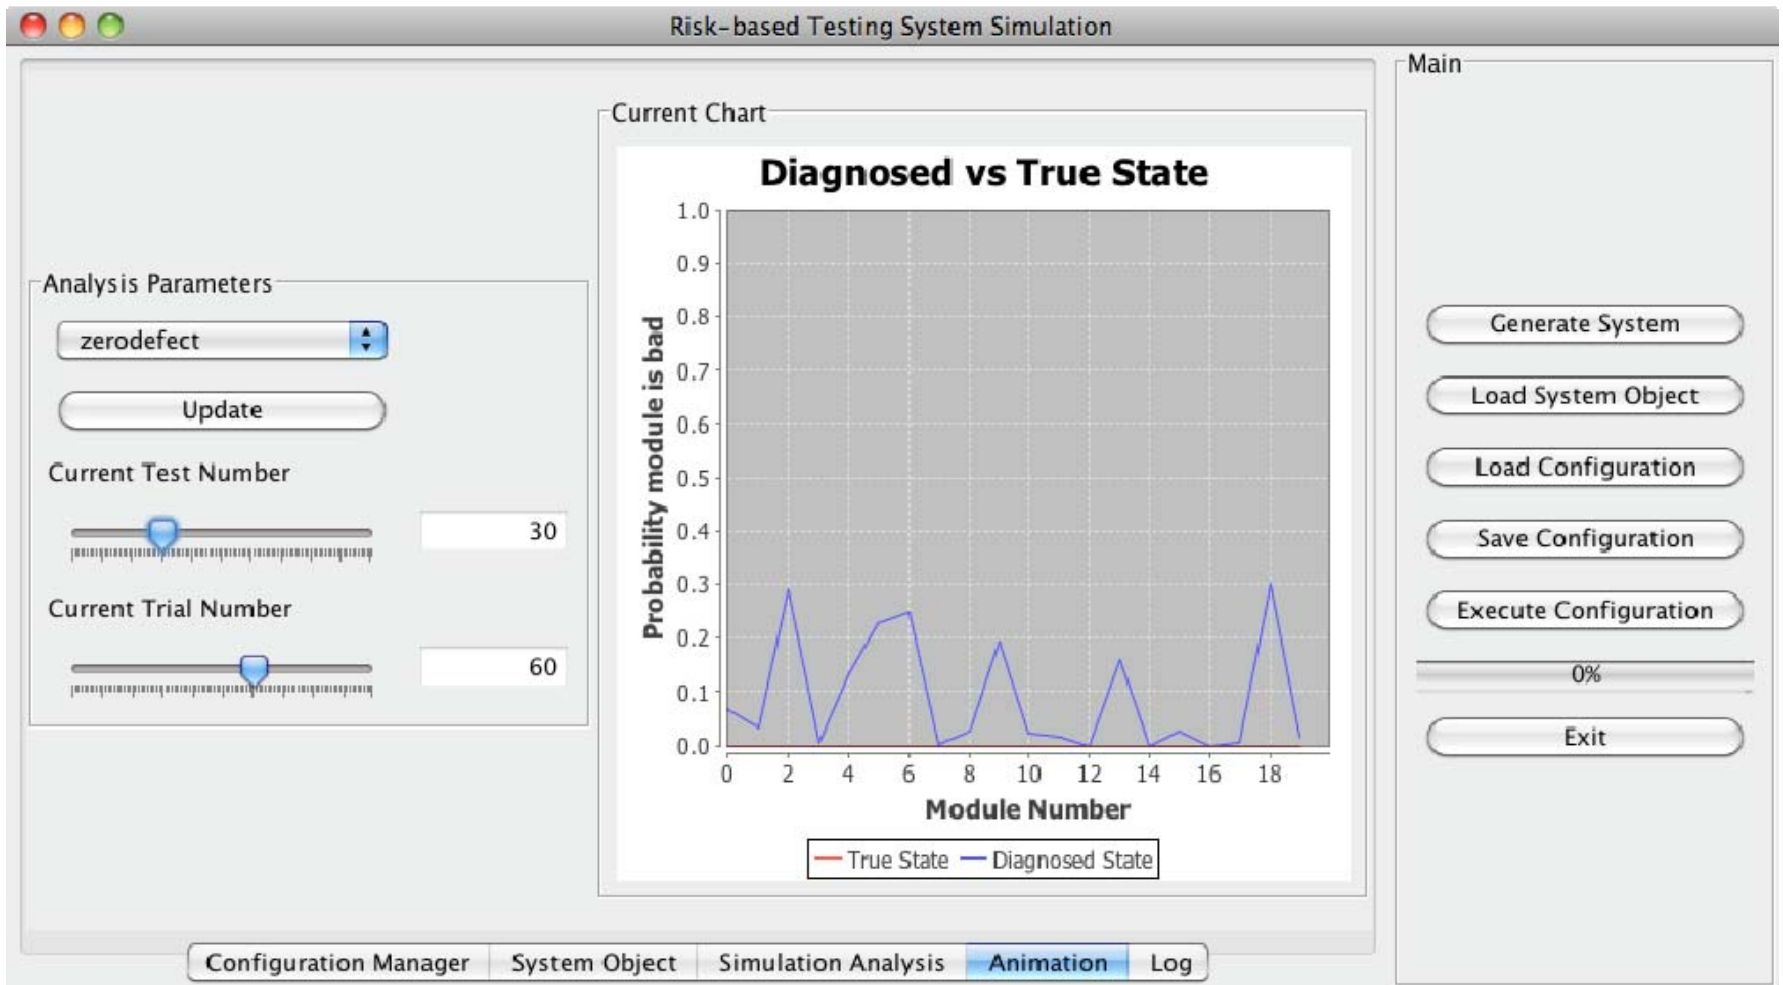 Risk-based Testing System Simulation
Analysis Parameters
zerodefect
Update
Current Test Number
30
Current Trial Number
60
Current Chart
Diagnosed vs True State
Probability module is bad
1.0
0.9
0.8
0.7
0.6
0.5
0.4
0.3
0.2
0.1
0.0
0 2 4 6 8 10 12 14 16 18
Module Number
True State Diagnosed State
Main
Generate System
Load System Object
Load Configuration
Save Configuration
Execute Configuration
0%
Exit
Configuration Manager System Object Simulation Analysis Animation Log